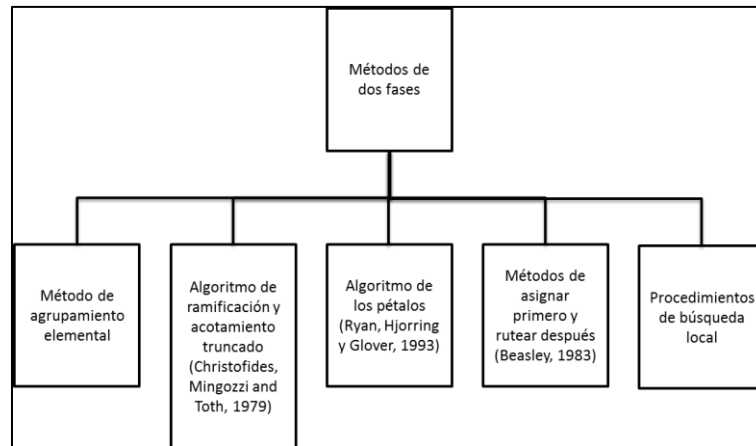 Métodos de
dos fases
Método de
agrupamiento
elemental
Algoritmo de
ramificación y
acotamiento
truncado
(Christofides,
Mingozzi and
Toth, 1979)
Algoritmo de
los pétalos
(Ryan, Hjorring
y Glover, 1993)
Métodos de
asignar
primero y
rutear después
(Beasley, 1983)
Procedimientos
de búsqueda
local